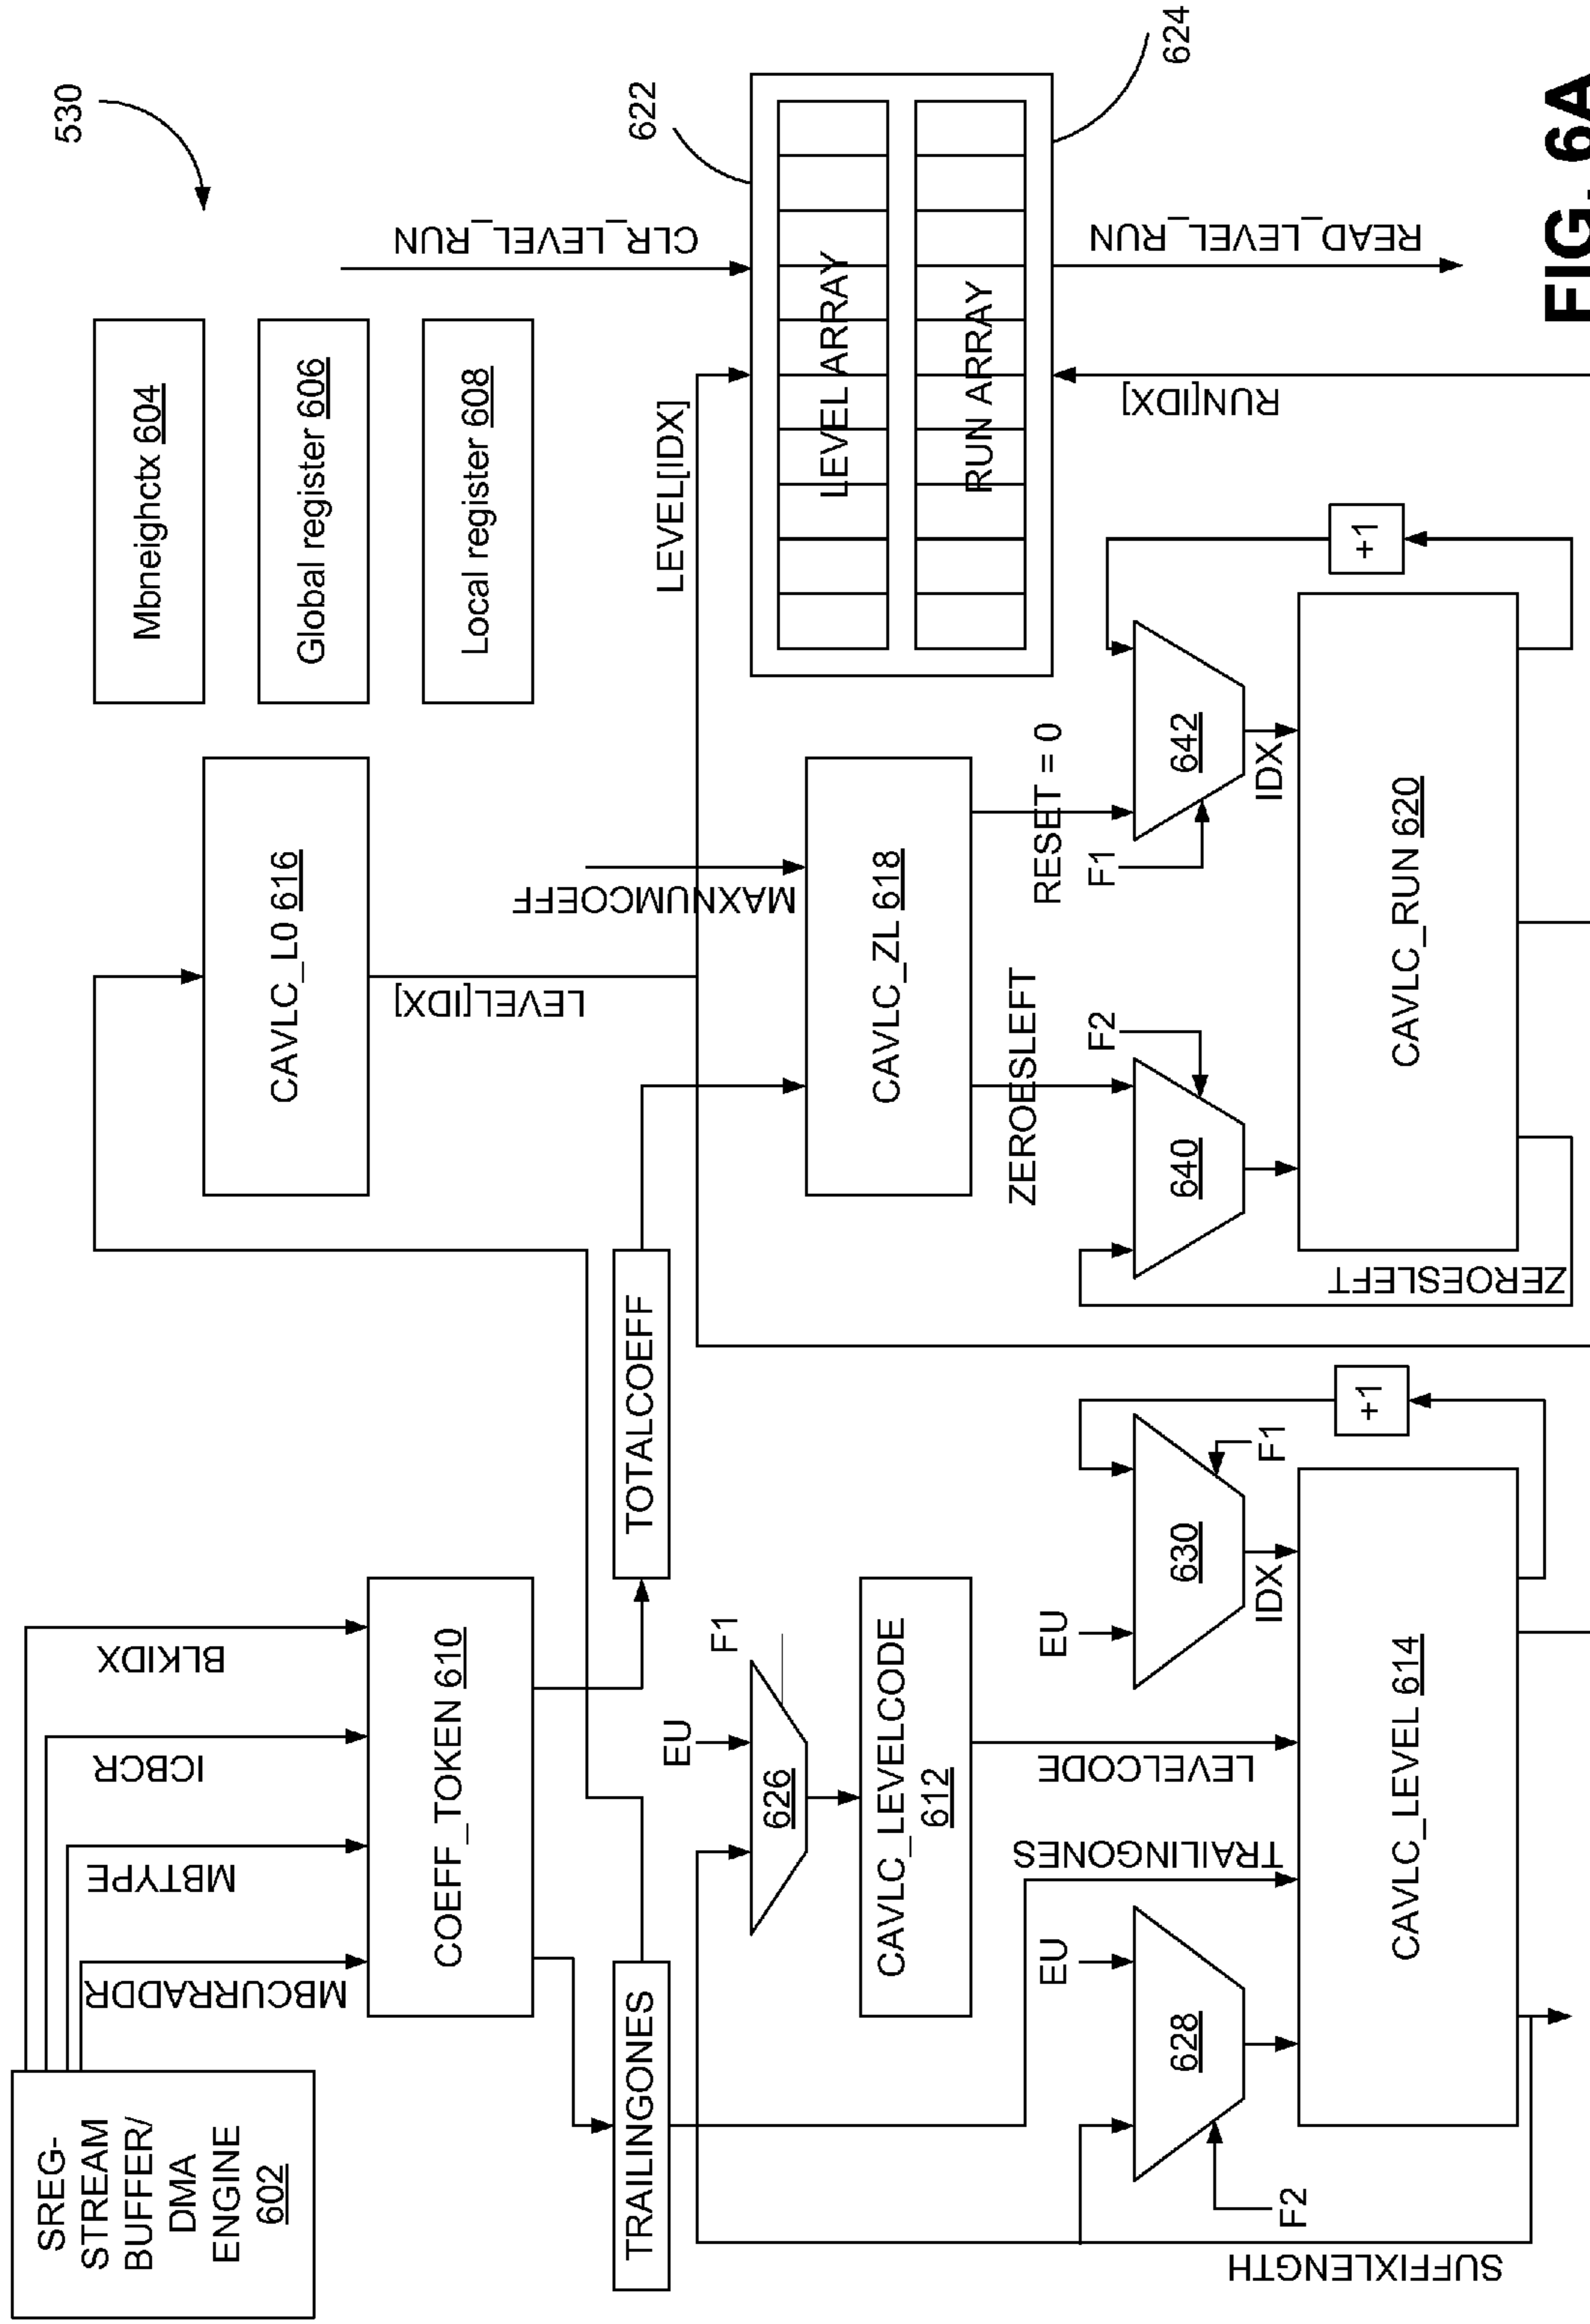 530
SREG-
STREAM
BUFFER/
DMA
ENGINE
602
BLKIDX
ICBCR
MBTYPE
MBCURRADDR
COEFF_TOKEN 610
CAVLC_L0 616
Mbneighctx 604
Global register 606
Local register 608
TRAILINGONES
TOTALCOEFF
LEVEL[IDX]
MAXNUMCOEFF
LEVEL[IDX]
CLR_LEVEL_RUN
622
EU
F1
626
CAVLC_LEVELCODE
612
CAVLC_ZL 618
LEVEL ARRAY
RUN ARRAY
624
TRAILINGONES
LEVELCODE
EU
EU
ZEROESLEFT
RESET = 0
F2
F1
RUN[IDX]
READ_LEVEL_RUN
628
630
640
642
F2
F1
IDX
IDX
+1
+1
CAVLC_LEVEL 614
CAVLC_RUN 620
SUFFIXLENGTH
ZEROESLEFT
FIG. 6A